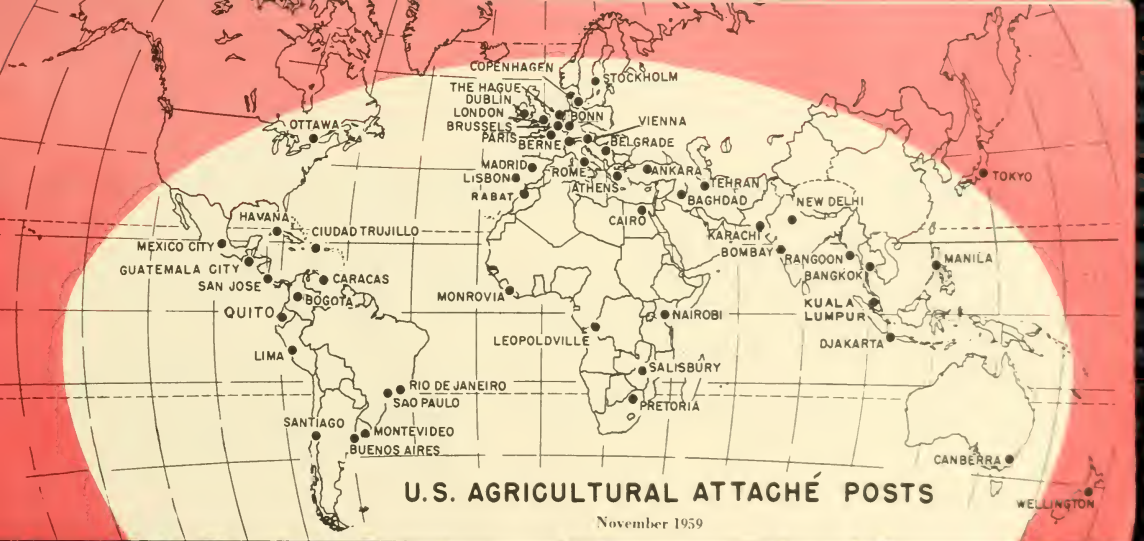 COPENHAGEN
STOCKHOLM
THE HAGUE
DUBLIN
LONDON
BONN
BRUSSELS
VIENNA
PARIS
BERNE
BELGRADE
OTTAWA
MADRID
ROME
ANKARA
LISBON
ATHENS
TEHRAN
TOKYO
RABAT
BAGHDAD
NEW DELHI
HAVANA
CAIRO
CIUDAD TRUJILLO
KARACHI
MEXICO CITY
BOMBAY
RANGOON
MANILA
GUATEMALA CITY
BANGKOK
SAN JOSE
CARACAS
MONROVIA
BOGOTA
KUALA
LUMPUR
QUITO
NAIROBI
LEOPOLDVILLE
DJAKARTA
LIMA
SALISBURY
RIO DE JANEIRO
SAO PAULO
PRETORIA
SANTIAGO
MONTEVIDEO
BUENOS AIRES
CANBERRA
U.S. AGRICULTURAL ATTACHÉ POSTS
WELLINGTON
November 1959